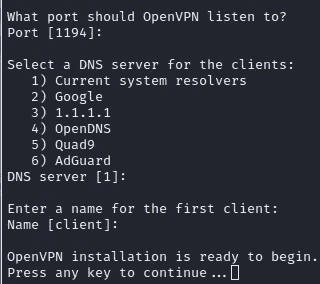 What port should OpenVPN listen to?
Port [1194]:

Select a DNS server for the clients:
   1) Current system resolvers
   2) Google
   3) 1.1.1.1
   4) OpenDNS
   5) Quad9
   6) AdGuard
DNS server [1]:

Enter a name for the first client:
Name [client]:

OpenVPN installation is ready to begin.
Press any key to continue...